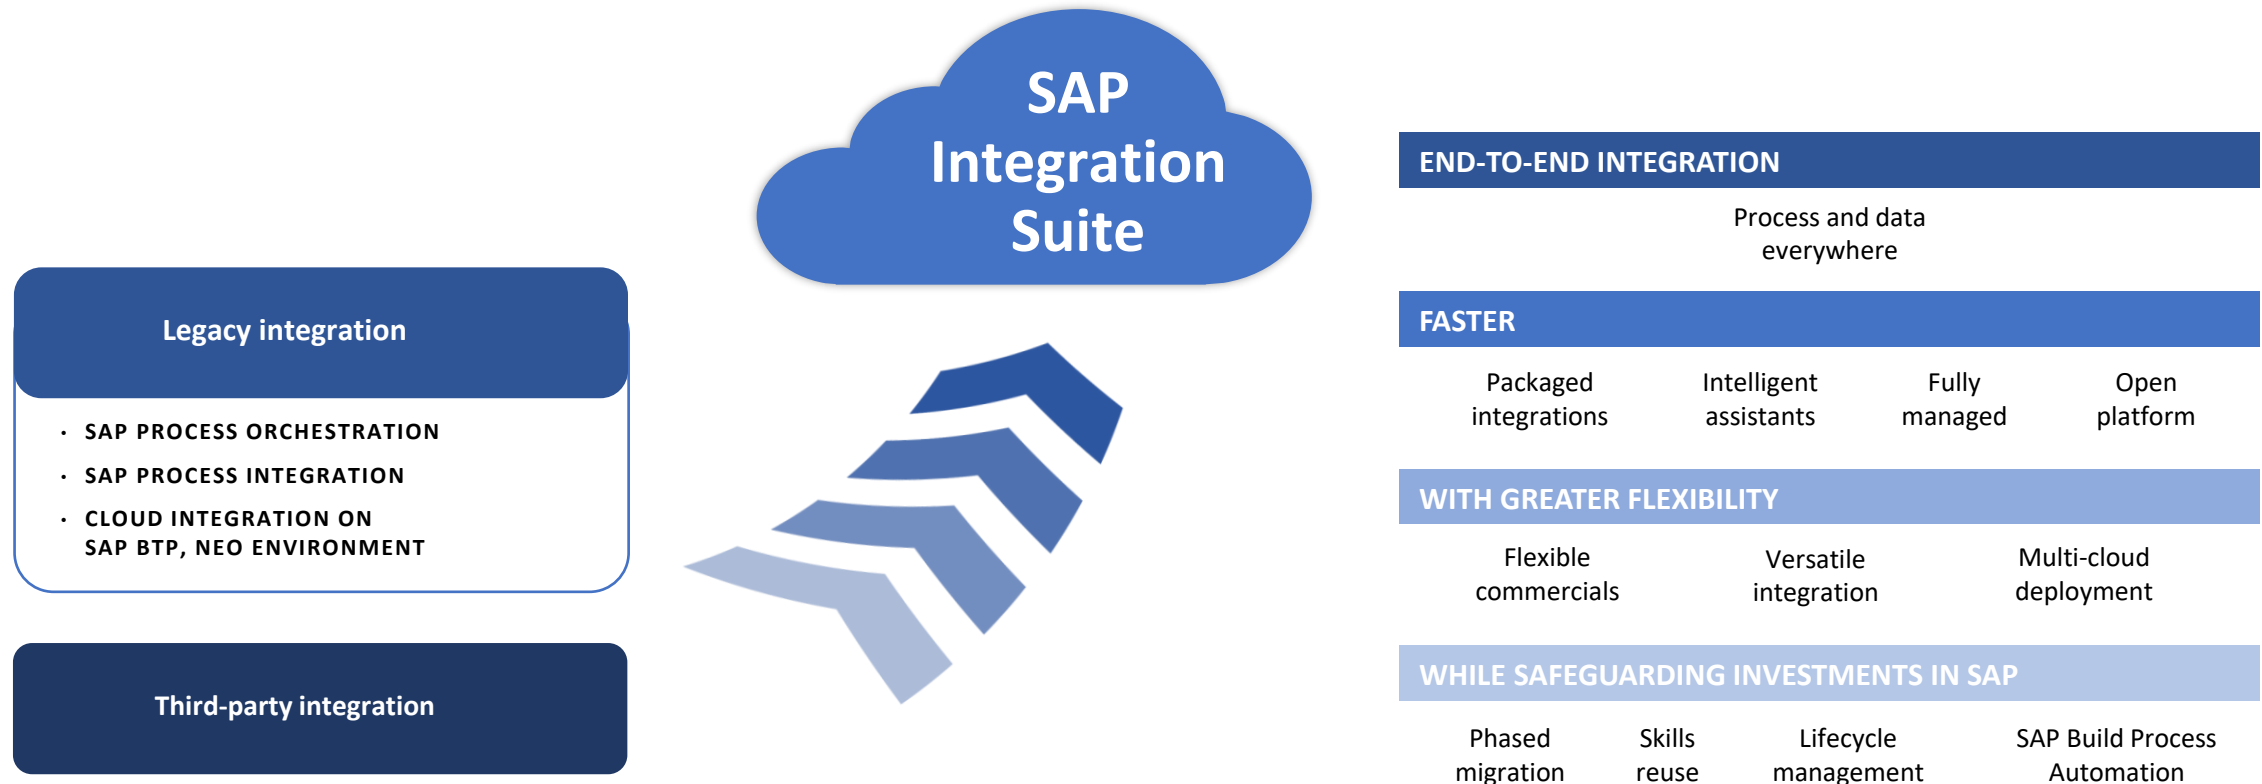 SAP
Integration
Suite
Legacy integration
· SAP PROCESS ORCHESTRATION
· SAP PROCESS INTEGRATION
· CLOUD INTEGRATION ON
SAP BTP, NEO ENVIRONMENT
Third-party integration
END-TO-END INTEGRATION
Process and data
everywhere
FASTER
Packaged
integrations
Intelligent
assistants
Fully
managed
Open
platform
WITH GREATER FLEXIBILITY
Flexible
commercials
Versatile
integration
Multi-cloud
deployment
WHILE SAFEGUARDING INVESTMENTS IN SAP
Phased
migration
Skills
reuse
Lifecycle
management
SAP Build Process
Automation